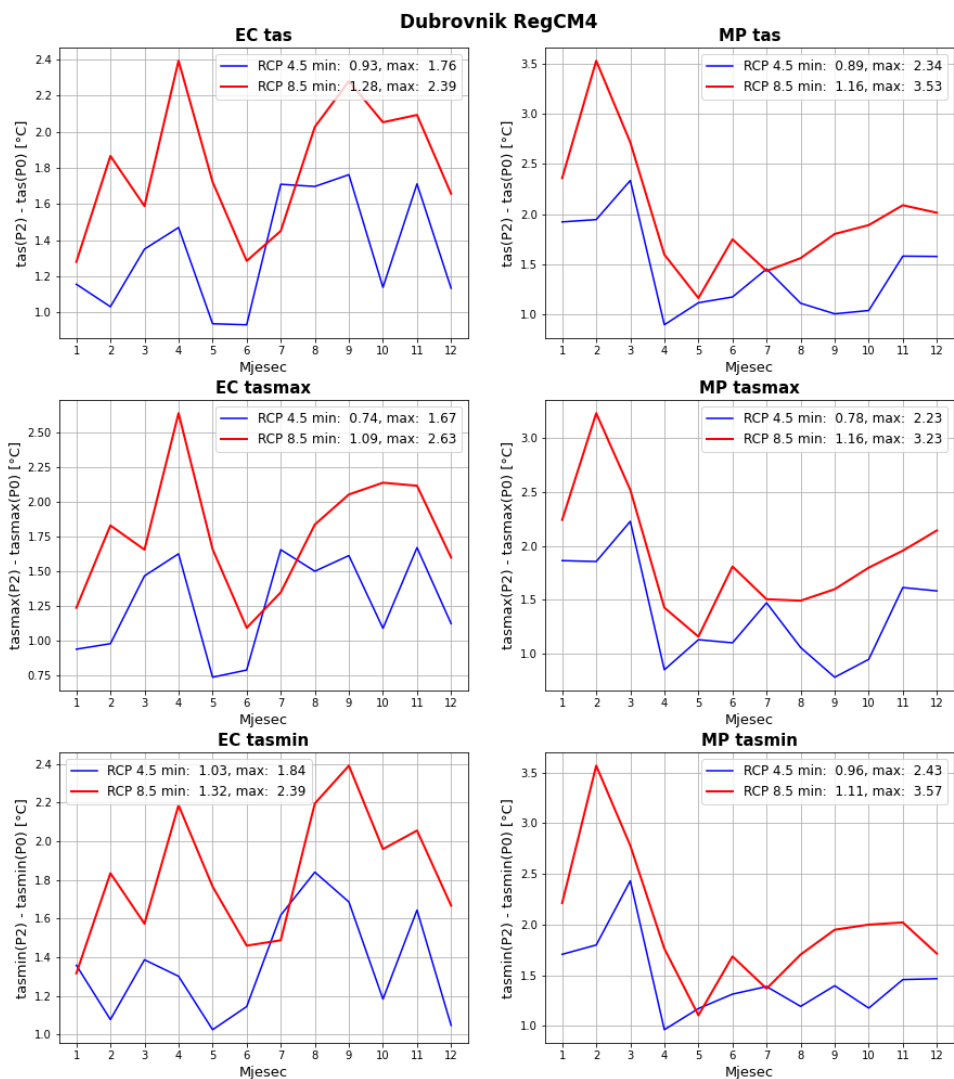 Dubrovnik RegCM4
EC tas
tas(P2) - tas(P0) [°C]
2.4
2.2
2.0
1.8
1.6
1.4
1.2
1.0
RCP 4.5 min:  0.93, max:  1.76
RCP 8.5 min:  1.28, max:  2.39
1 2 3 4 5 6 7 8 9 10 11 12
Mjesec
MP tas
tas(P2) - tas(P0) [°C]
3.5
3.0
2.5
2.0
1.5
1.0
RCP 4.5 min:  0.89, max:  2.34
RCP 8.5 min:  1.16, max:  3.53
1 2 3 4 5 6 7 8 9 10 11 12
Mjesec
EC tasmax
tasmax(P2) - tasmax(P0) [°C]
2.50
2.25
2.00
1.75
1.50
1.25
1.00
0.75
RCP 4.5 min:  0.74, max:  1.67
RCP 8.5 min:  1.09, max:  2.63
1 2 3 4 5 6 7 8 9 10 11 12
Mjesec
MP tasmax
tasmax(P2) - tasmax(P0) [°C]
3.0
2.5
2.0
1.5
1.0
RCP 4.5 min:  0.78, max:  2.23
RCP 8.5 min:  1.16, max:  3.23
1 2 3 4 5 6 7 8 9 10 11 12
Mjesec
EC tasmin
tasmin(P2) - tasmin(P0) [°C]
2.4
2.2
2.0
1.8
1.6
1.4
1.2
1.0
RCP 4.5 min:  1.03, max:  1.84
RCP 8.5 min:  1.32, max:  2.39
1 2 3 4 5 6 7 8 9 10 11 12
Mjesec
MP tasmin
tasmin(P2) - tasmin(P0) [°C]
3.5
3.0
2.5
2.0
1.5
1.0
RCP 4.5 min:  0.96, max:  2.43
RCP 8.5 min:  1.11, max:  3.57
1 2 3 4 5 6 7 8 9 10 11 12
Mjesec